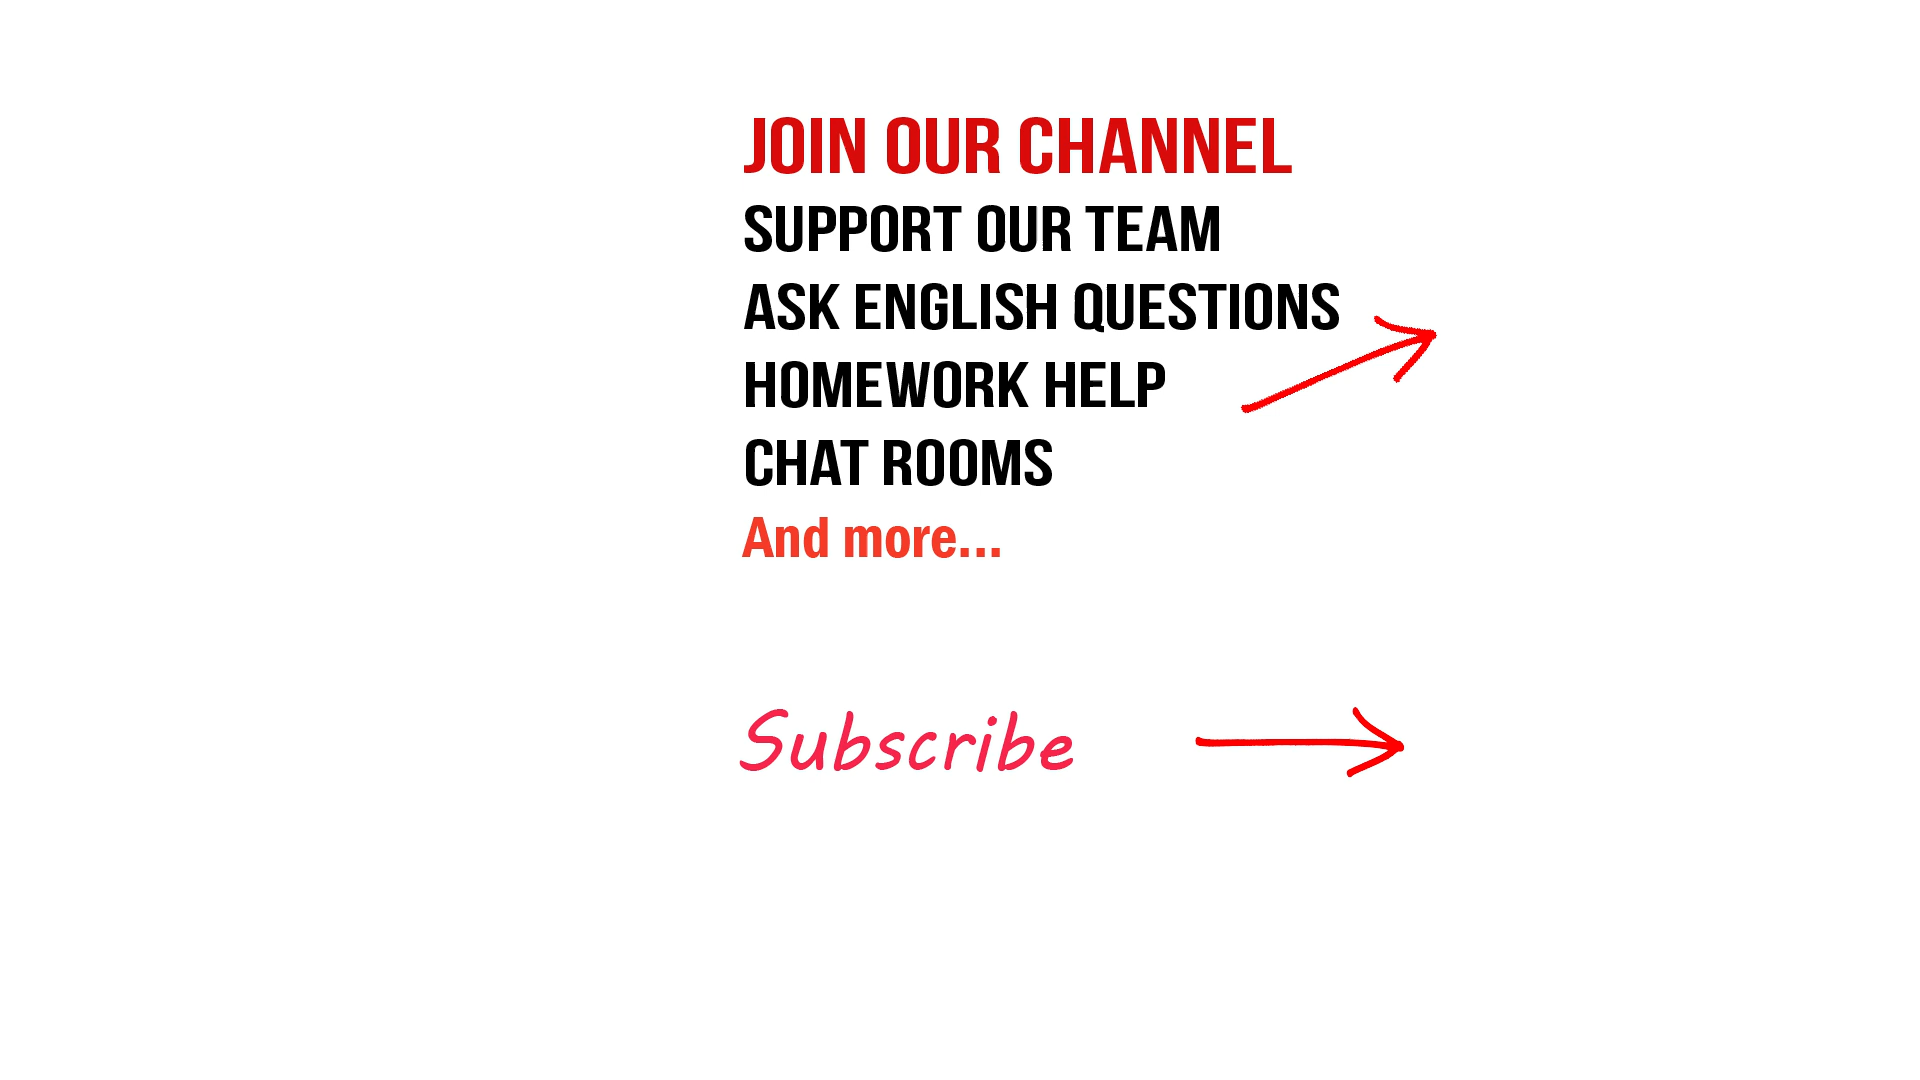 JOIN OUR CHANNEL
SUPPORT OUR TEAM
ASK ENGLISH QUESTIONS
HOMEWORK HELP
CHAT ROOMS
And more...
Subscribe